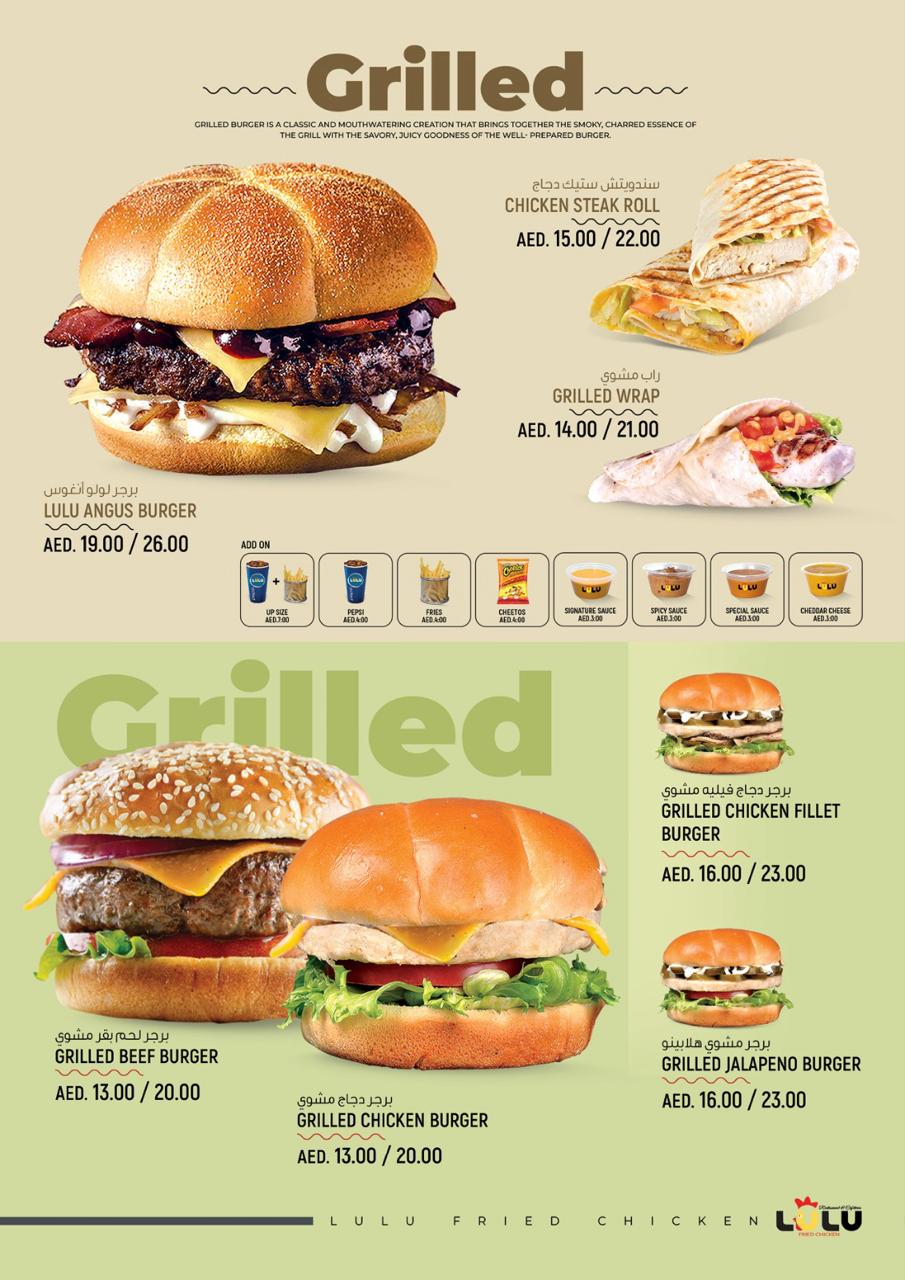 Grilled
GRILLED BURGER IS A CLASSIC AND MOUTHWATERING CREATION THAT BRINGS TOGETHER THE SMOKY, CHARRED ESSENCE OF
THE GRILL WITH THE SAVORY, JUICY GOODNESS OF THE WELL- PREPARED BURGER.
سندويتش ستيك دجاج
CHICKEN STEAK ROLL
AED. 15.00 / 22.00
راب مشوي
GRILLED WRAP
AED. 14.00 / 21.00
برجر لولو أنغوس
LULU ANGUS BURGER
AED. 19.00 / 26.00
ADD ON
UP SIZE
AED.7:00
PEPSI
AED.4:00
FRIES
AED.4:00
CHEETOS
AED.4:00
SIGNATURE SAUCE
AED.3:00
SPICY SAUCE
AED.3:00
SPECIAL SAUCE
AED.3:00
CHEDDAR CHEESE
AED.3:00
Grilled
برجر دجاج فيليه مشوي
GRILLED CHICKEN FILLET
BURGER
AED. 16.00 / 23.00
برجر مشوي هلابينو
GRILLED JALAPENO BURGER
AED. 16.00 / 23.00
برجر لحم بقر مشوي
GRILLED BEEF BURGER
AED. 13.00 / 20.00
برجر دجاج مشوي
GRILLED CHICKEN BURGER
AED. 13.00 / 20.00
LULU FRIED CHICKEN
LULU
FRIED CHICKEN